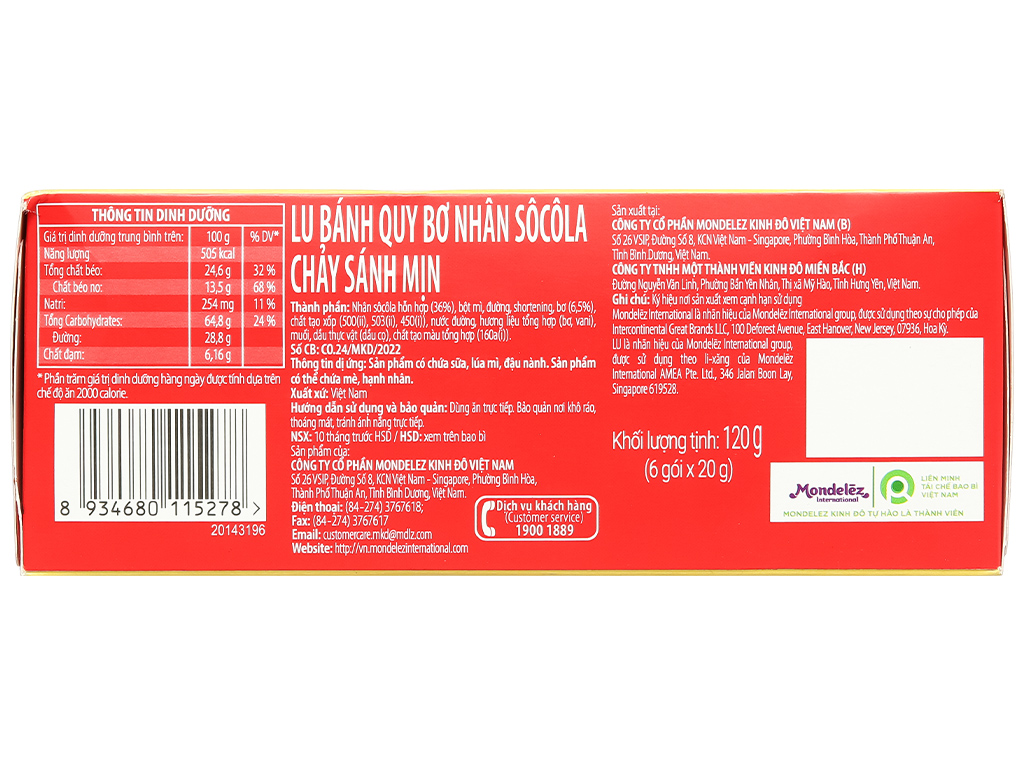 THÔNG TIN DINH DƯỠNG
Giá trị dinh dưỡng trung bình trên: 100 g % DV*
Năng lượng 505 kcal
Tổng chất béo: 24,6 g 32 %
Chất béo no: 13,5 g 68 %
Natri: 254 mg 11 %
Tổng Carbohydrates: 64,8 g 24 %
Đường: 28,8 g
Chất đạm: 6,16 g
* Phần trăm giá trị dinh dưỡng hàng ngày được tính dựa trên
chế độ ăn 2000 calorie.
8 934680 115278 >
20143196
LU BÁNH QUY BƠ NHÂN SÔCÔLA
CHẢY SÁNH MỊN
Thành phần: Nhân sôcôla hỗn hợp (36%), bột mì, đường, shortening, bơ (6,5%),
chất tạo xốp (500(ii), 503(ii), 450(i)), nước đường, hương liệu tổng hợp (bơ, vani),
muối, dầu thực vật (dầu cọ), chất tạo màu tổng hợp (160a(i)).
Số CB: CO.24/MKD/2022
Thông tin dị ứng: Sản phẩm có chứa sữa, lúa mì, đậu nành. Sản phẩm
có thể chứa mè, hạnh nhân.
Xuất xứ: Việt Nam
Hướng dẫn sử dụng và bảo quản: Dùng ăn trực tiếp. Bảo quản nơi khô ráo,
thoáng mát, tránh ánh nắng trực tiếp.
NSX: 10 tháng trước HSD / HSD: xem trên bao bì
Sản phẩm của:
CÔNG TY CỔ PHẦN MONDELEZ KINH ĐÔ VIỆT NAM
Số 26 VSIP, Đường Số 8, KCN Việt Nam - Singapore, Phường Bình Hòa,
Thành Phố Thuận An, Tỉnh Bình Dương, Việt Nam.
Điện thoại: (84-274) 3767618;
Fax: (84-274) 3767617
Email: customercare.mkd@mdlz.com
Website: http://vn.mondelezinternational.com
Dịch vụ khách hàng
(Customer service)
1900 1889
Sản xuất tại:
CÔNG TY CỔ PHẦN MONDELEZ KINH ĐÔ VIỆT NAM (B)
Số 26 VSIP, Đường Số 8, KCN Việt Nam - Singapore, Phường Bình Hòa, Thành Phố Thuận An,
Tỉnh Bình Dương, Việt Nam.
CÔNG TY TNHH MỘT THÀNH VIÊN KINH ĐÔ MIỀN BẮC (H)
Đường Nguyễn Văn Linh, Phường Bần Yên Nhân, Thị xã Mỹ Hào, Tỉnh Hưng Yên, Việt Nam.
Ghi chú: Ký hiệu nơi sản xuất xem cạnh hạn sử dụng
Mondelēz International là nhãn hiệu của Mondelēz International group, được sử dụng theo sự cho phép của
Intercontinental Great Brands LLC, 100 Deforest Avenue, East Hanover, New Jersey, 07936, Hoa Kỳ.
LU là nhãn hiệu của Mondelēz International group,
được sử dụng theo li-xăng của Mondelēz
International AMEA Pte. Ltd., 346 Jalan Boon Lay,
Singapore 619528.
Khối lượng tịnh: 120g
(6 gói x 20 g)
Mondelēz
International
LIÊN MINH
TÁI CHẾ BAO BÌ
VIỆT NAM
MONDELEZ KINH ĐÔ TỰ HÀO LÀ THÀNH VIÊN